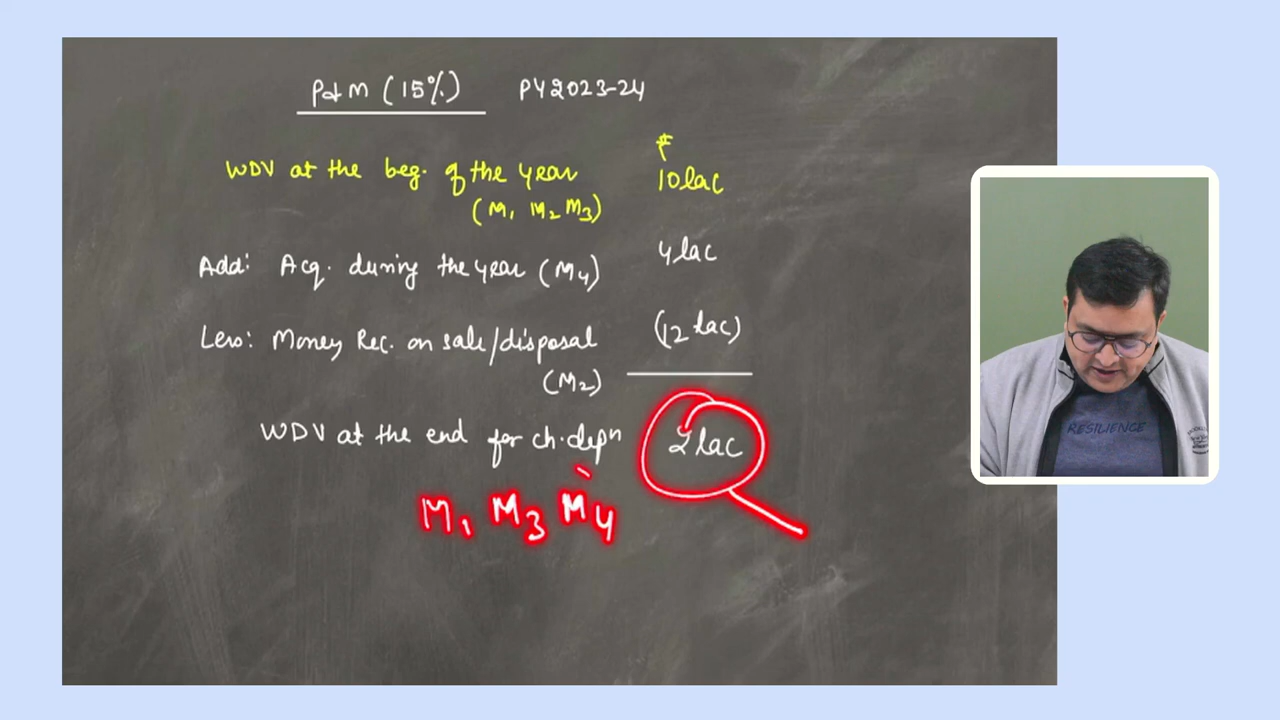 P&M (15%) PY2023-24
₹
WDV at the beg. of the year 10 lac
(M1 M2 M3)
Add: Acq. during the year (M4) 4 lac
Less: Money Rec. on sale/disposal (12 lac)
(M2)
WDV at the end for ch. depn 2 lac
M1 M3 M4
RESILIENCE